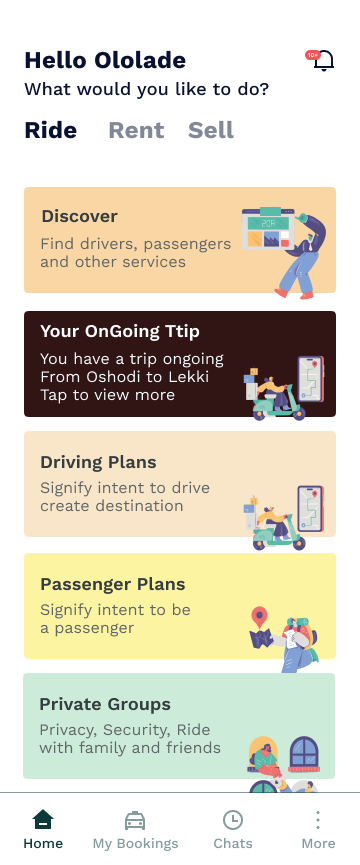 Hello Ololade
10+
What would you like to do?
Ride Rent Sell
Discover
Find drivers, passengers
and other services
Your OnGoing Ttip
You have a trip ongoing
From Oshodi to Lekki
Tap to view more
Driving Plans
Signify intent to drive
create destination
Passenger Plans
Signify intent to be
a passenger
Private Groups
Privacy, Security, Ride
with family and friends
Home My Bookings Chats More